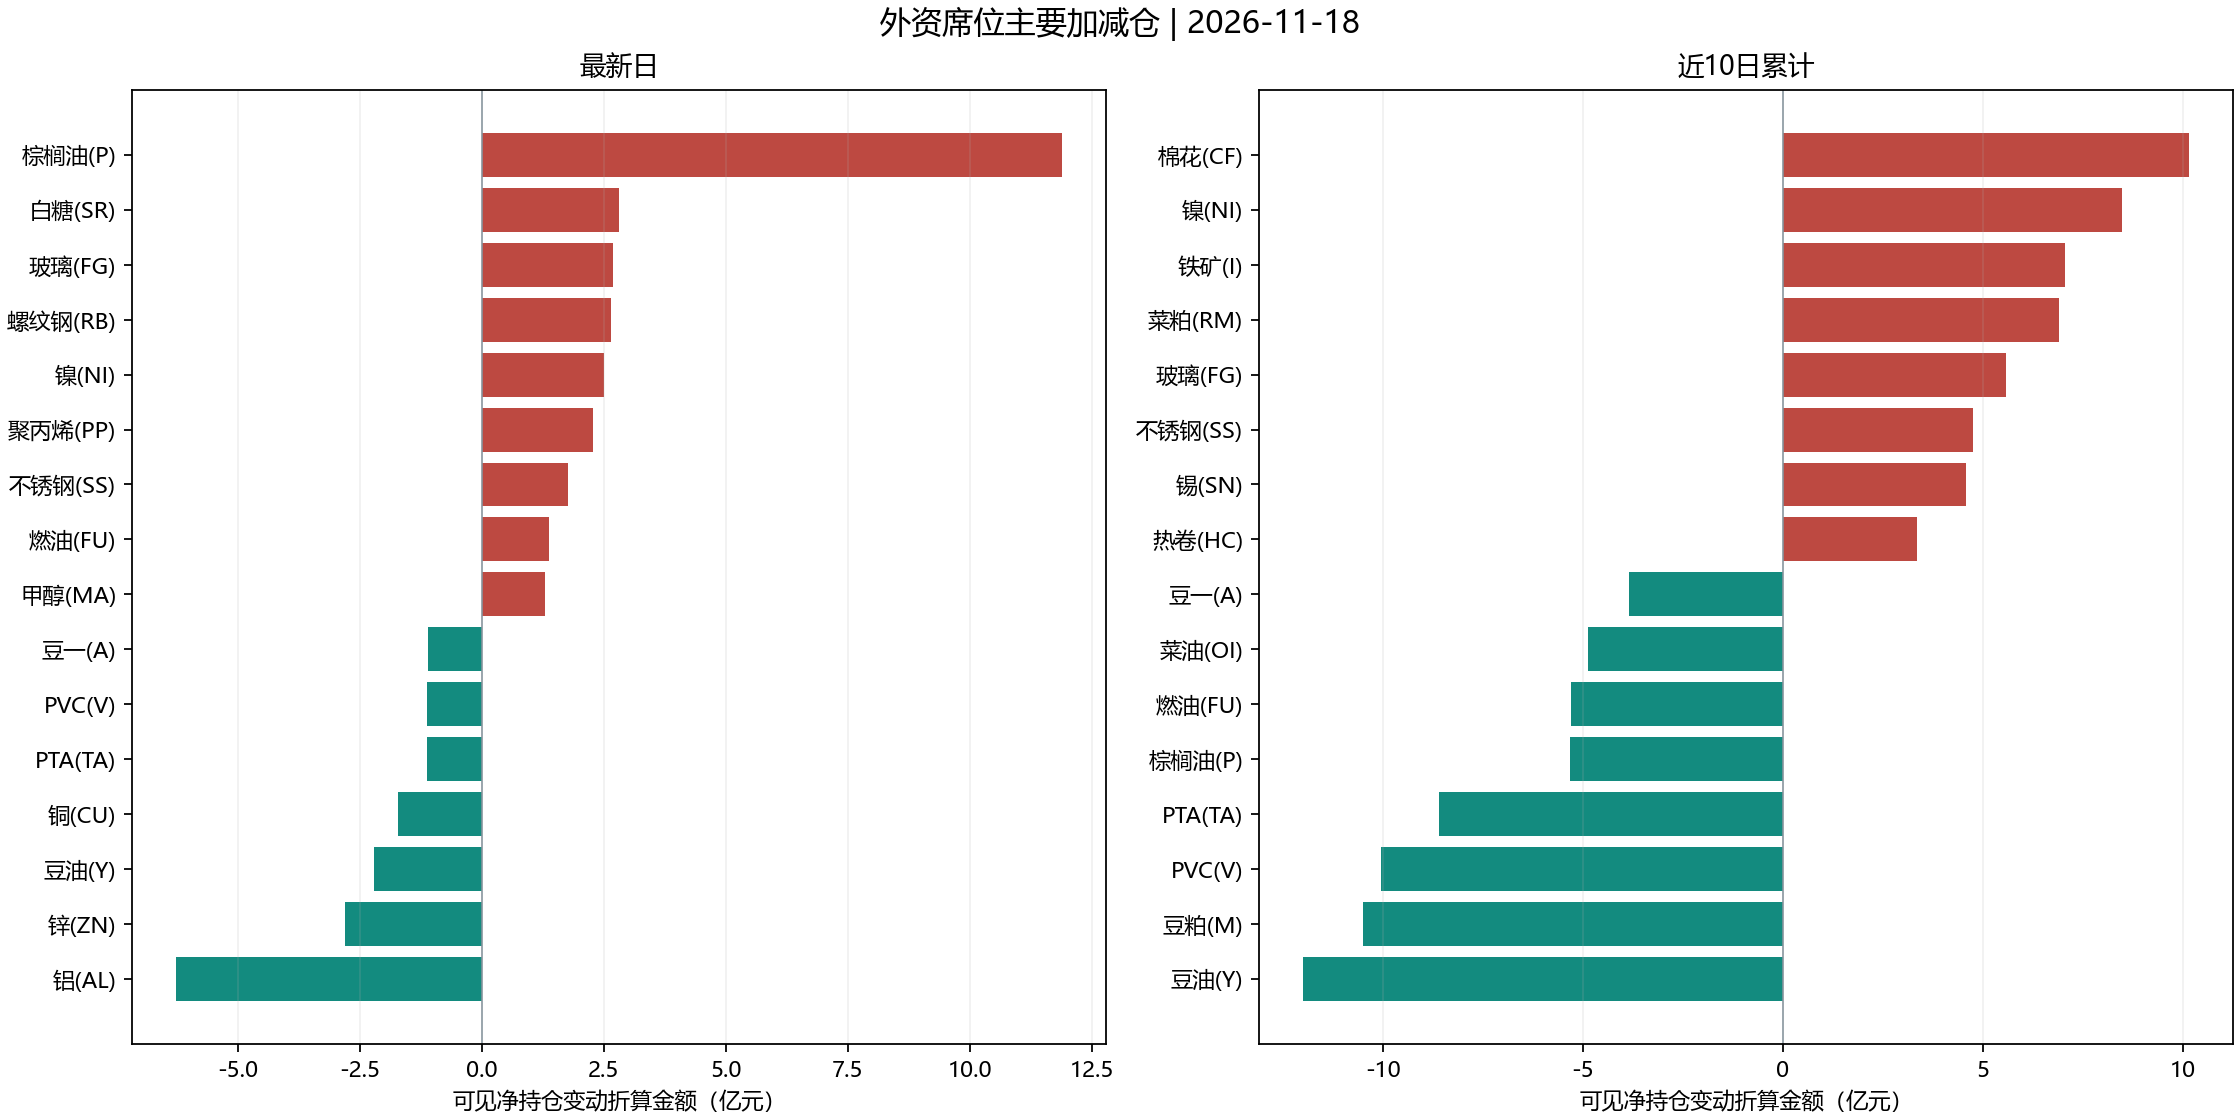 外资席位主要加减仓 | 2026-11-18
最新日
棕榈油(P)
白糖(SR)
玻璃(FG)
螺纹钢(RB)
镍(NI)
聚丙烯(PP)
不锈钢(SS)
燃油(FU)
甲醇(MA)
豆一(A)
PVC(V)
PTA(TA)
铜(CU)
豆油(Y)
锌(ZN)
铝(AL)
-5.0 -2.5 0.0 2.5 5.0 7.5 10.0 12.5
可见净持仓变动折算金额（亿元）
近10日累计
棉花(CF)
镍(NI)
铁矿(I)
菜粕(RM)
玻璃(FG)
不锈钢(SS)
锡(SN)
热卷(HC)
豆一(A)
菜油(OI)
燃油(FU)
棕榈油(P)
PTA(TA)
PVC(V)
豆粕(M)
豆油(Y)
-10 -5 0 5 10
可见净持仓变动折算金额（亿元）